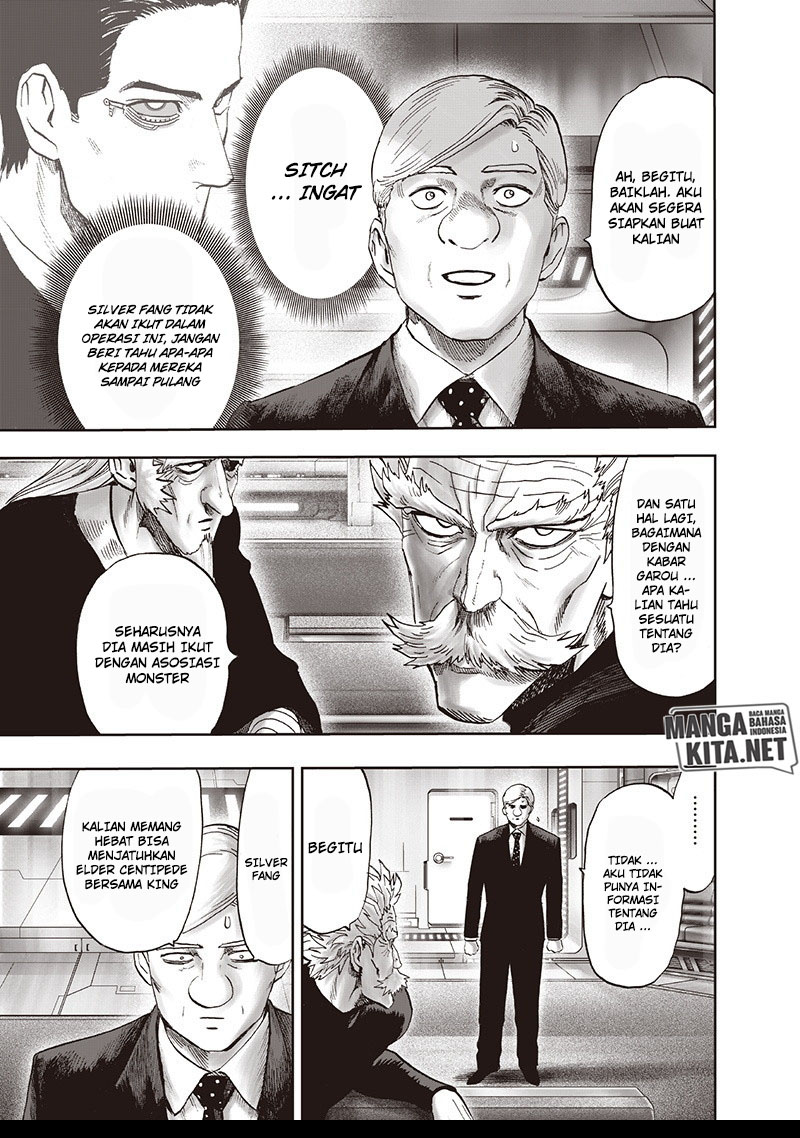 AH, BEGITU,
BAIKLAH. AKU
AKAN SEGERA
SIAPKAN BUAT
KALIAN
SITCH
... INGAT
SILVER FANG TIDAK
AKAN IKUT DALAM
OPERASI INI, JANGAN
BERI TAHU APA-APA
KEPADA MEREKA
SAMPAI PULANG
DAN SATU
HAL LAGI,
BAGAIMANA
DENGAN
KABAR
GAROU ...
APA KA-
LIAN TAHU
SESUATU
TENTANG
DIA?
SEHARUSNYA
DIA MASIH IKUT
DENGAN ASOSIASI
MONSTER
MANGA
KITA.NET
BACA MANGA
BAHASA
INDONESIA
.........
TIDAK ...
AKU TIDAK
PUNYA IN-
FORMASI
TENTANG
DIA ...
BEGITU
SILVER
FANG
KALIAN MEMANG
HEBAT BISA
MENJATUHKAN
ELDER CENTIPEDE
BERSAMA KING